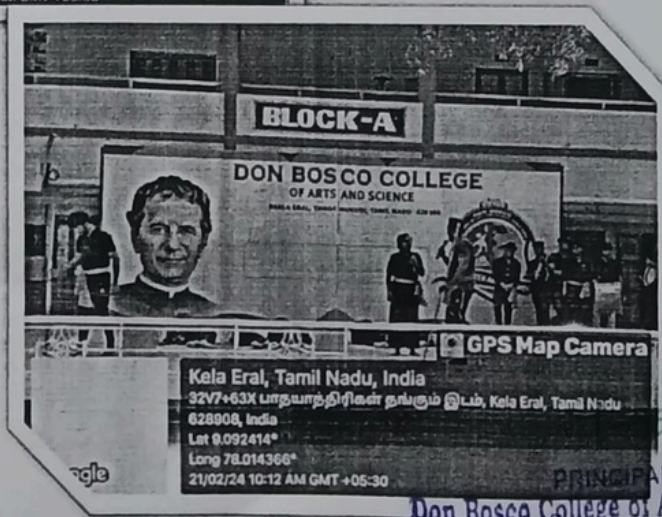 BLOCK-A
DON BOSCO COLLEGE
OF ARTS AND SCIENCE
GPS Map Camera
Kela Eral, Tamil Nadu, India
32V7+63X பாதயாத்திரிகள் தங்கும் இடம், Kela Eral, Tamil Nadu
628908, India
Lat 9.092414°
Long 78.014366°
21/02/24 10:12 AM GMT +05:30
ogle
PRINCIPA
Don Bosco College of A